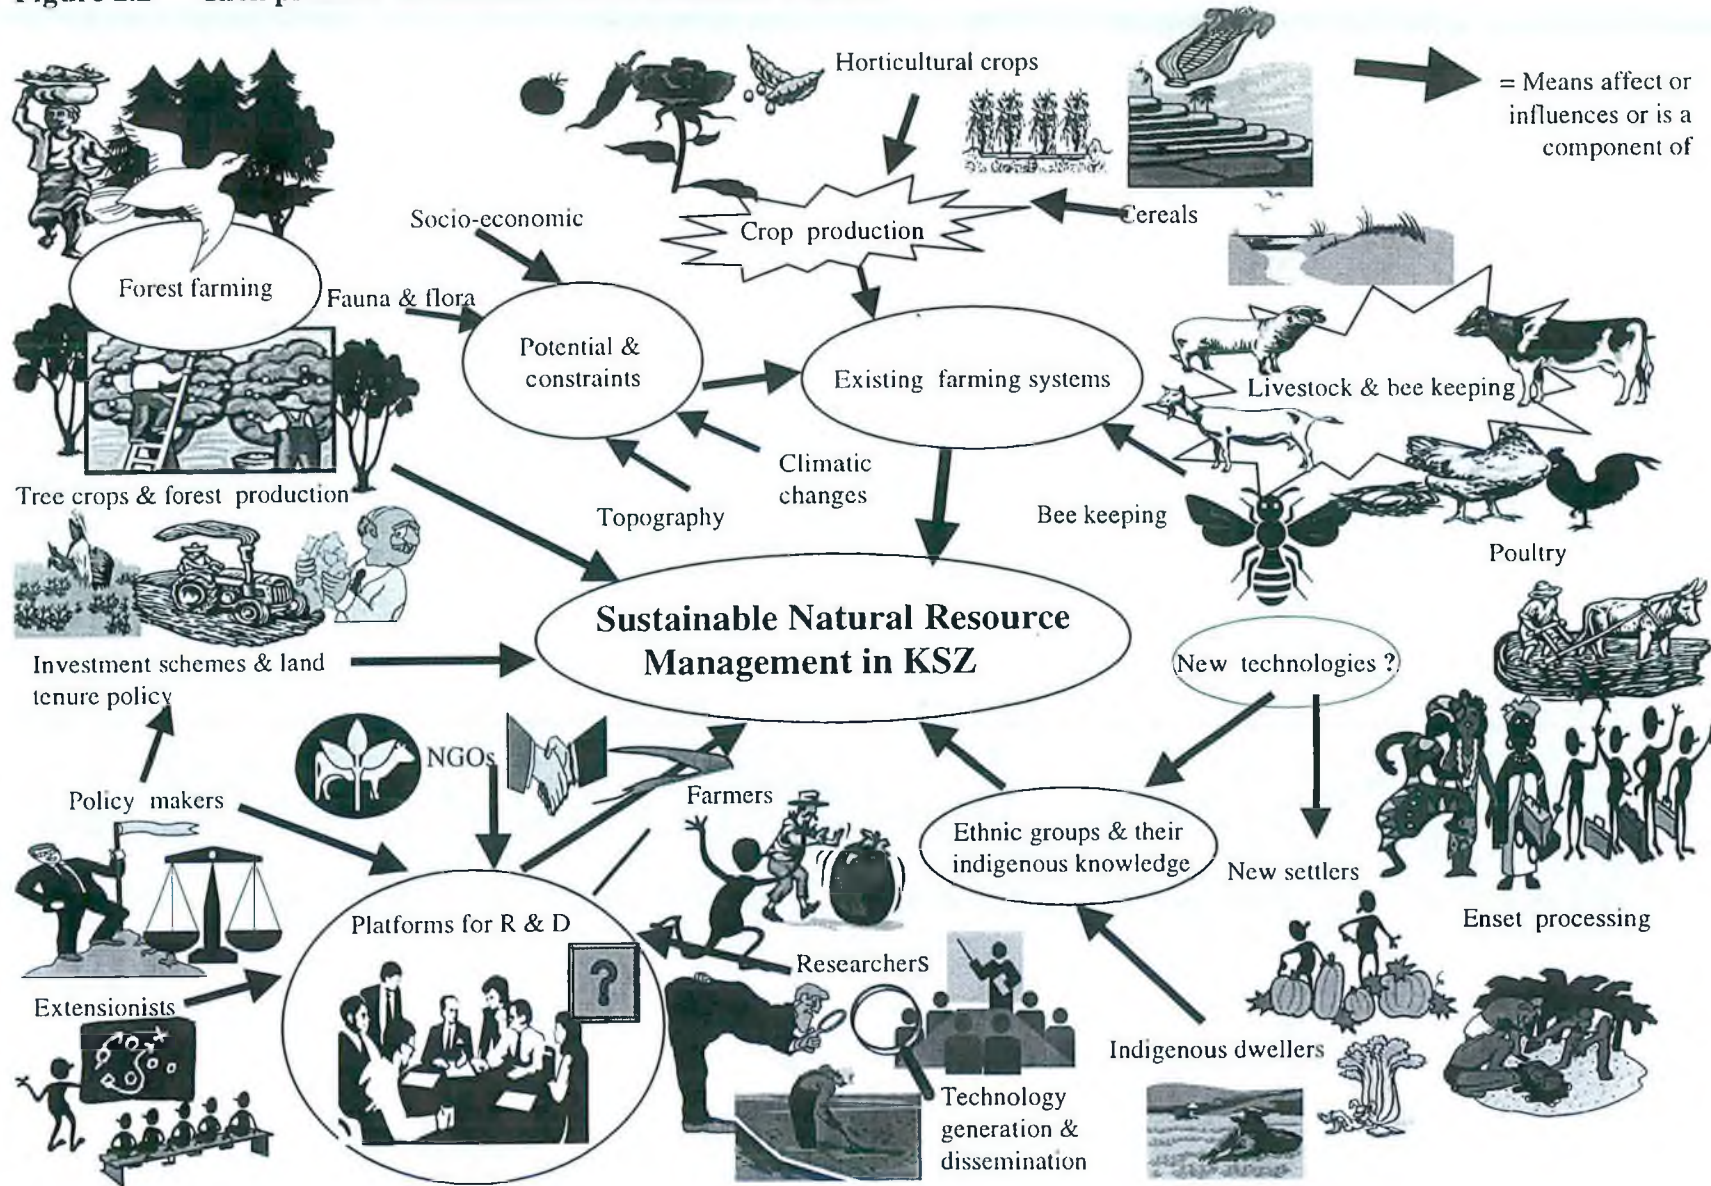 Horticultural crops
= Means affect or
influences or is a
component of
Socio-economic
Crop production
Cereals
Forest farming
Fauna & flora
Potential &
constraints
Existing farming systems
Livestock & bee keeping
Tree crops & forest production
Climatic
changes
Topography
Bee keeping
Poultry
Sustainable Natural Resource
Management in KSZ
Investment schemes & land
tenure policy
New technologies ?
NGOs
Policy makers
Farmers
Ethnic groups & their
indigenous knowledge
New settlers
Enset processing
Platforms for R & D
?
Researchers
Extensionists
Indigenous dwellers
Technology
generation &
dissemination